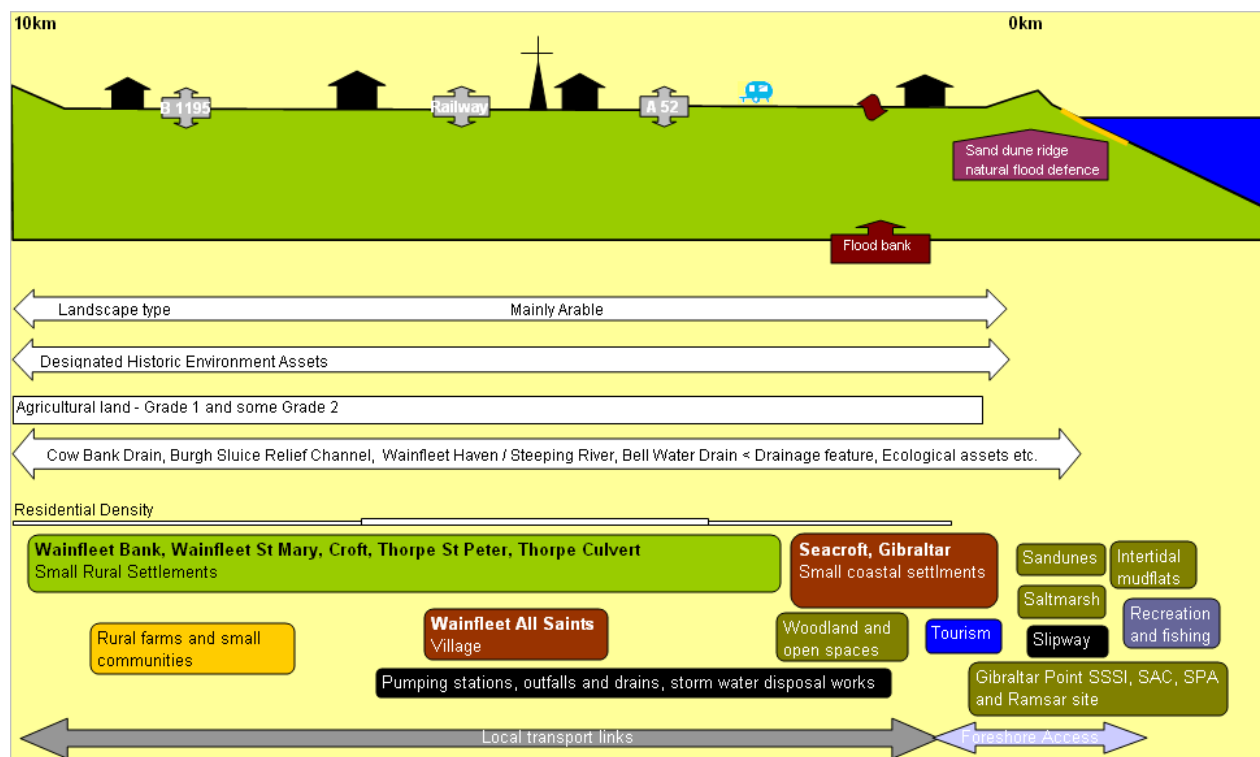 10km
0km
B 1195
Railway
A 52
Sand dune ridge
natural flood defence
Flood bank
Landscape type
Mainly Arable
Designated Historic Environment Assets
Agricultural land - Grade 1 and some Grade 2
Cow Bank Drain, Burgh Sluice Relief Channel, Wainfleet Haven / Steeping River, Bell Water Drain < Drainage feature, Ecological assets etc.
Residential Density
Wainfleet Bank, Wainfleet St Mary, Croft, Thorpe St Peter, Thorpe Culvert
Small Rural Settlements
Seacroft, Gibraltar
Small coastal settlments
Sandunes
Intertidal
mudflats
Saltmarsh
Rural farms and small
communities
Wainfleet All Saints
Village
Woodland and
open spaces
Tourism
Slipway
Recreation
and fishing
Pumping stations, outfalls and drains, storm water disposal works
Gibraltar Point SSSI, SAC, SPA
and Ramsar site
Local transport links
Foreshore Access